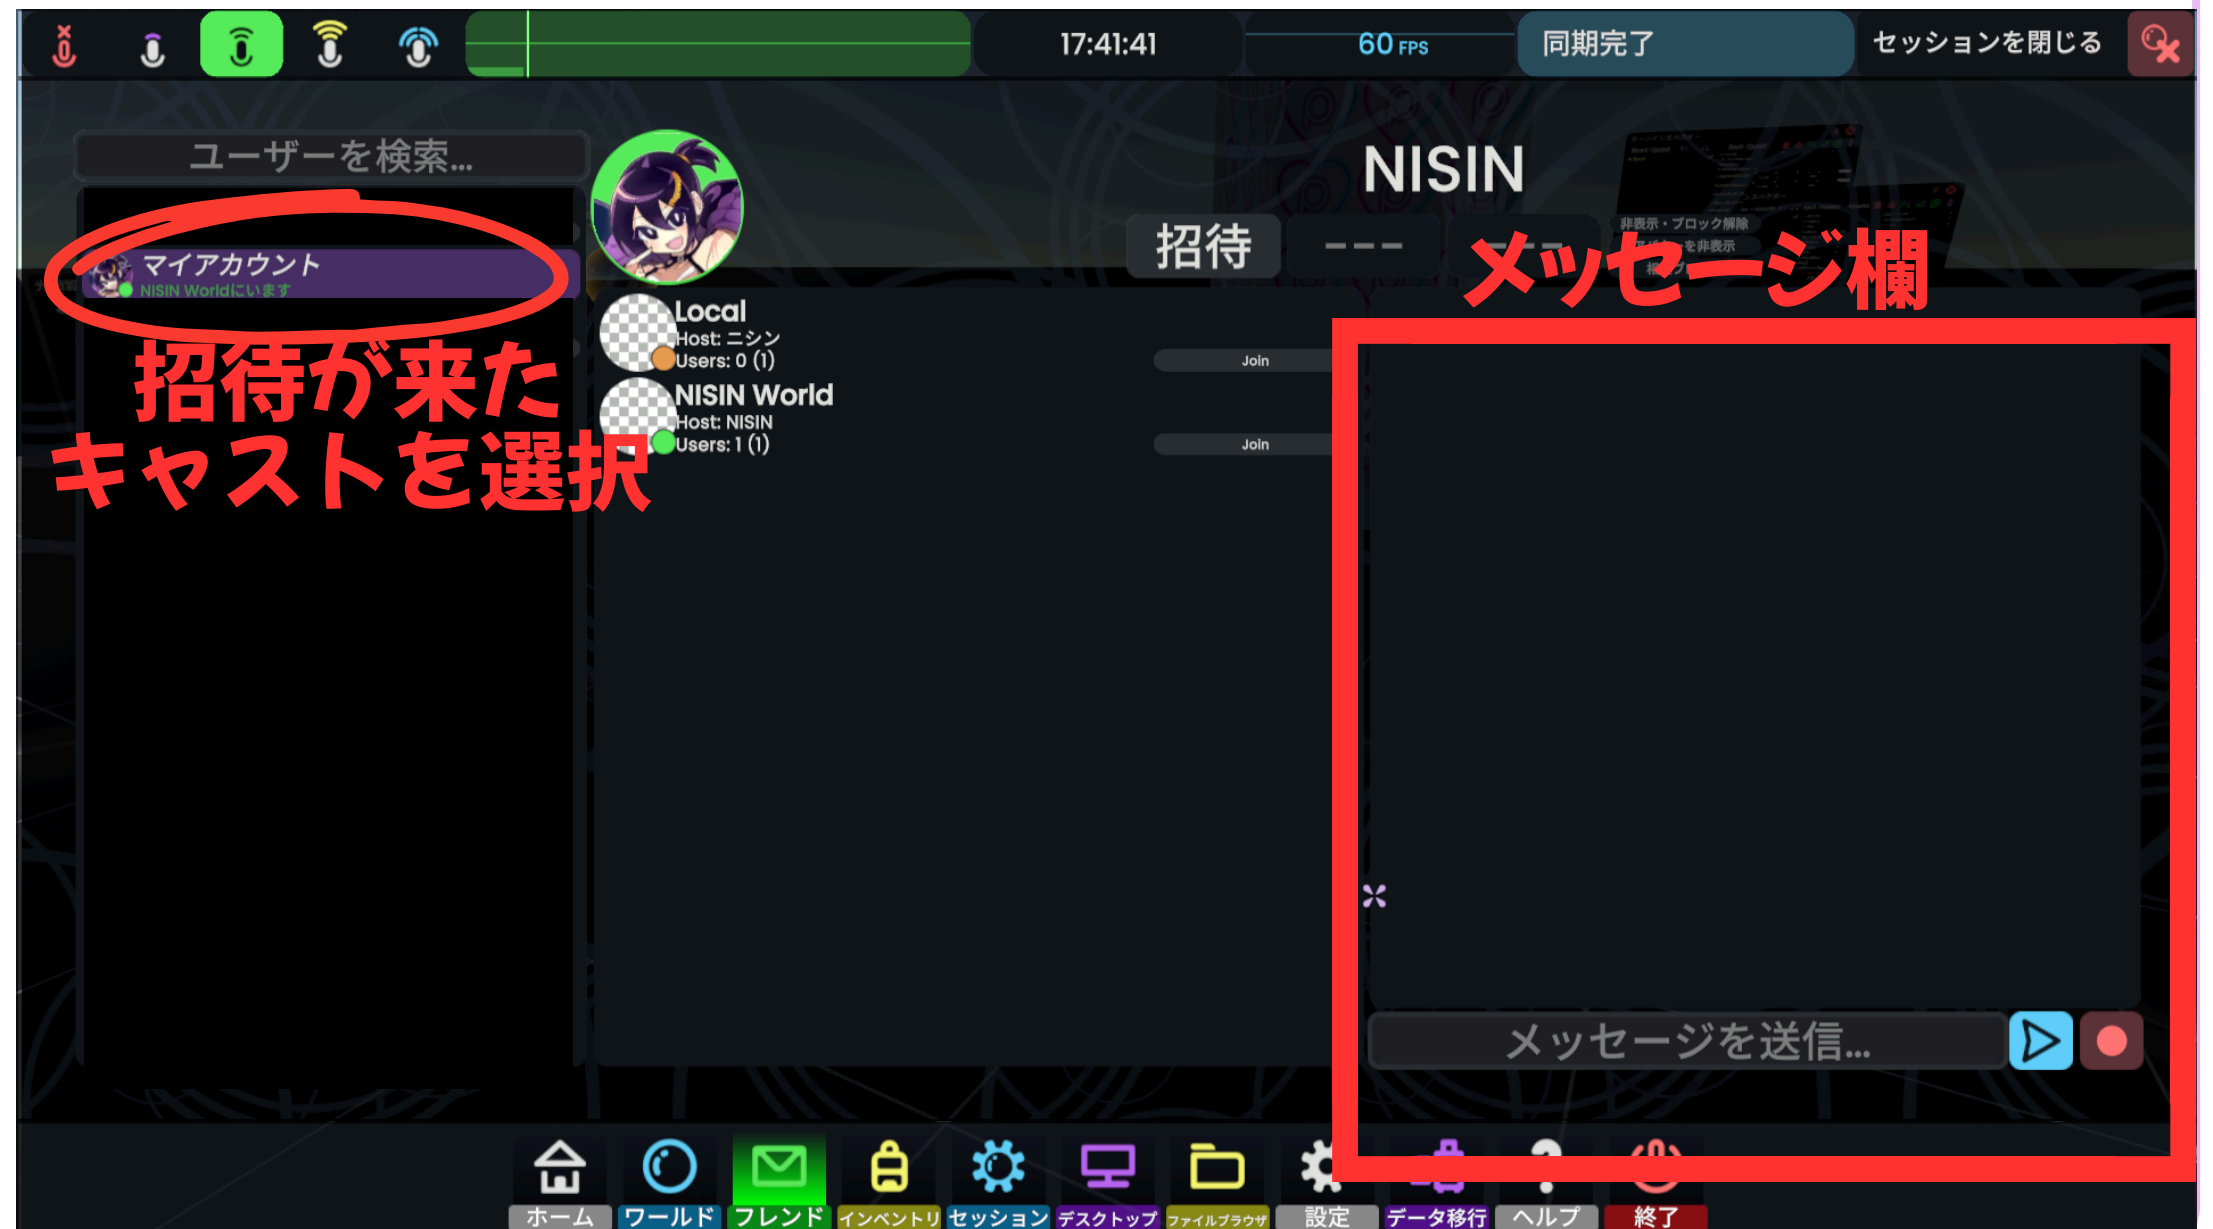 17:41:41
60 FPS
同期完了
セッションを閉じる
ユーザーを検索...
NISIN
招待
---
---
非表示・ブロック解除
を非表示
メッセージ欄
マイアカウント
NISIN Worldにいます
招待が来た
キャストを選択
Local
Host: ニシン
Users: 0 (1)
Join
NISIN World
Host: NISIN
Users: 1 (1)
Join
メッセージを送信...
ホーム
ワールド
フレンド
インベントリ
セッション
デスクトップ
ファイルブラウザ
設定
データ移行
ヘルプ
終了